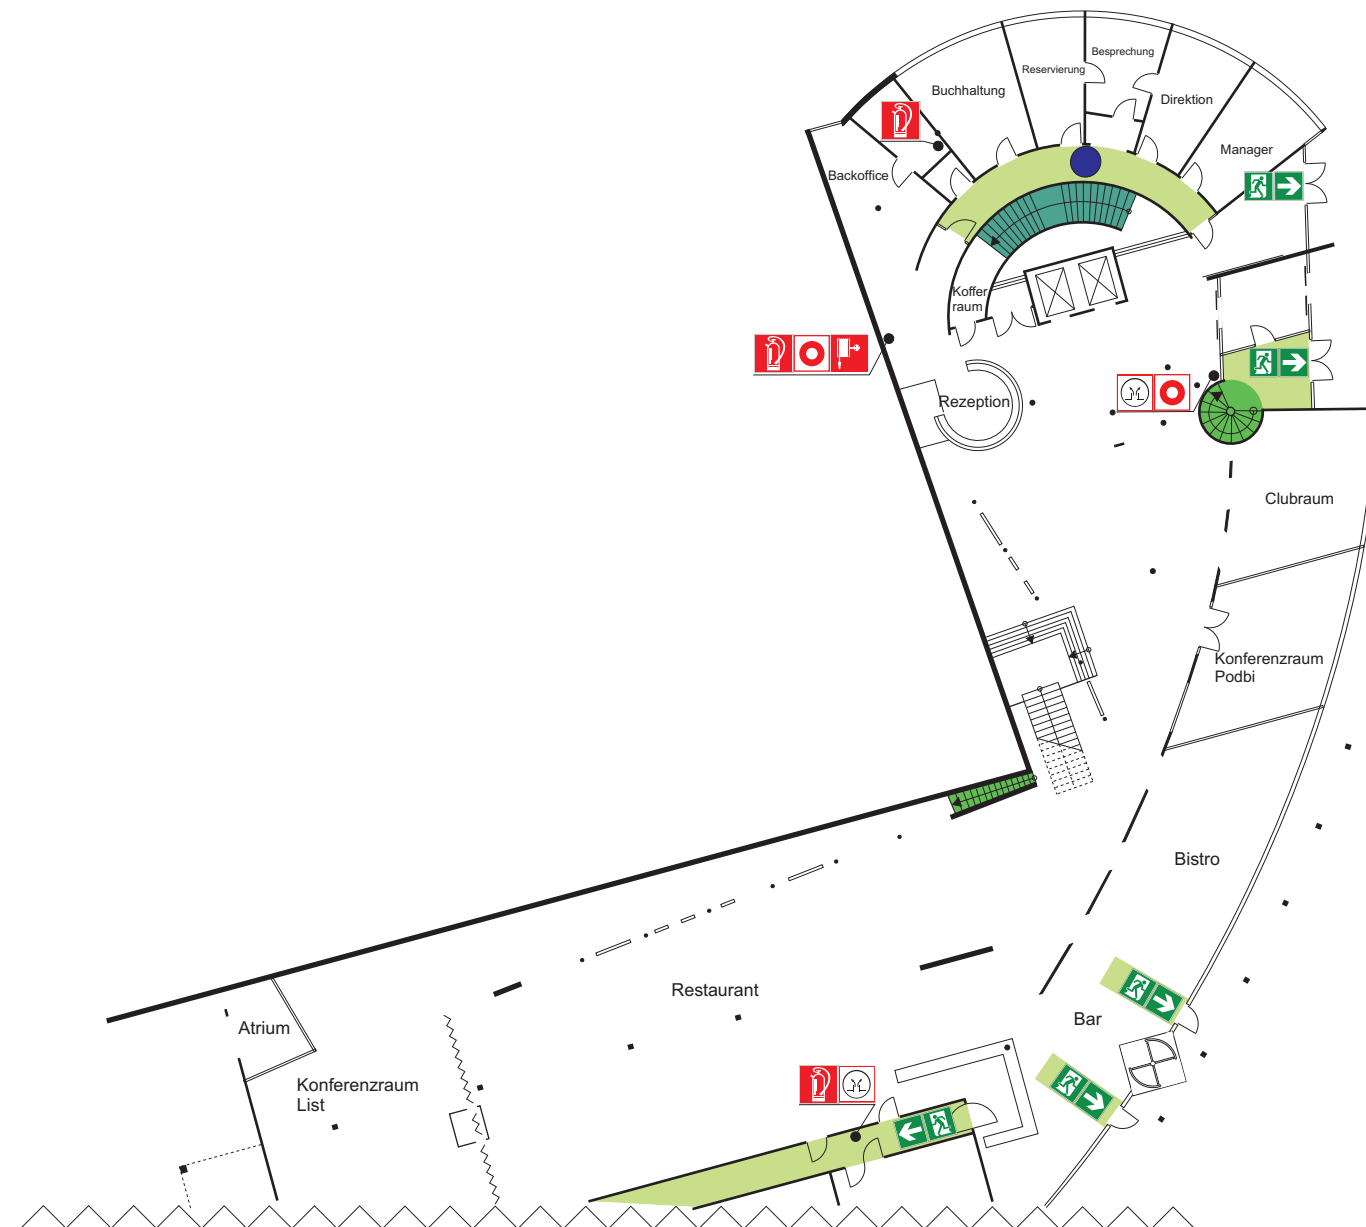 Besprechung
Reservierung
Buchhaltung
Direktion
Manager
Backoffice
Koffer
raum
Rezeption
Clubraum
Konferenzraum
Podbi
Bistro
Restaurant
Bar
Atrium
Konferenzraum
List